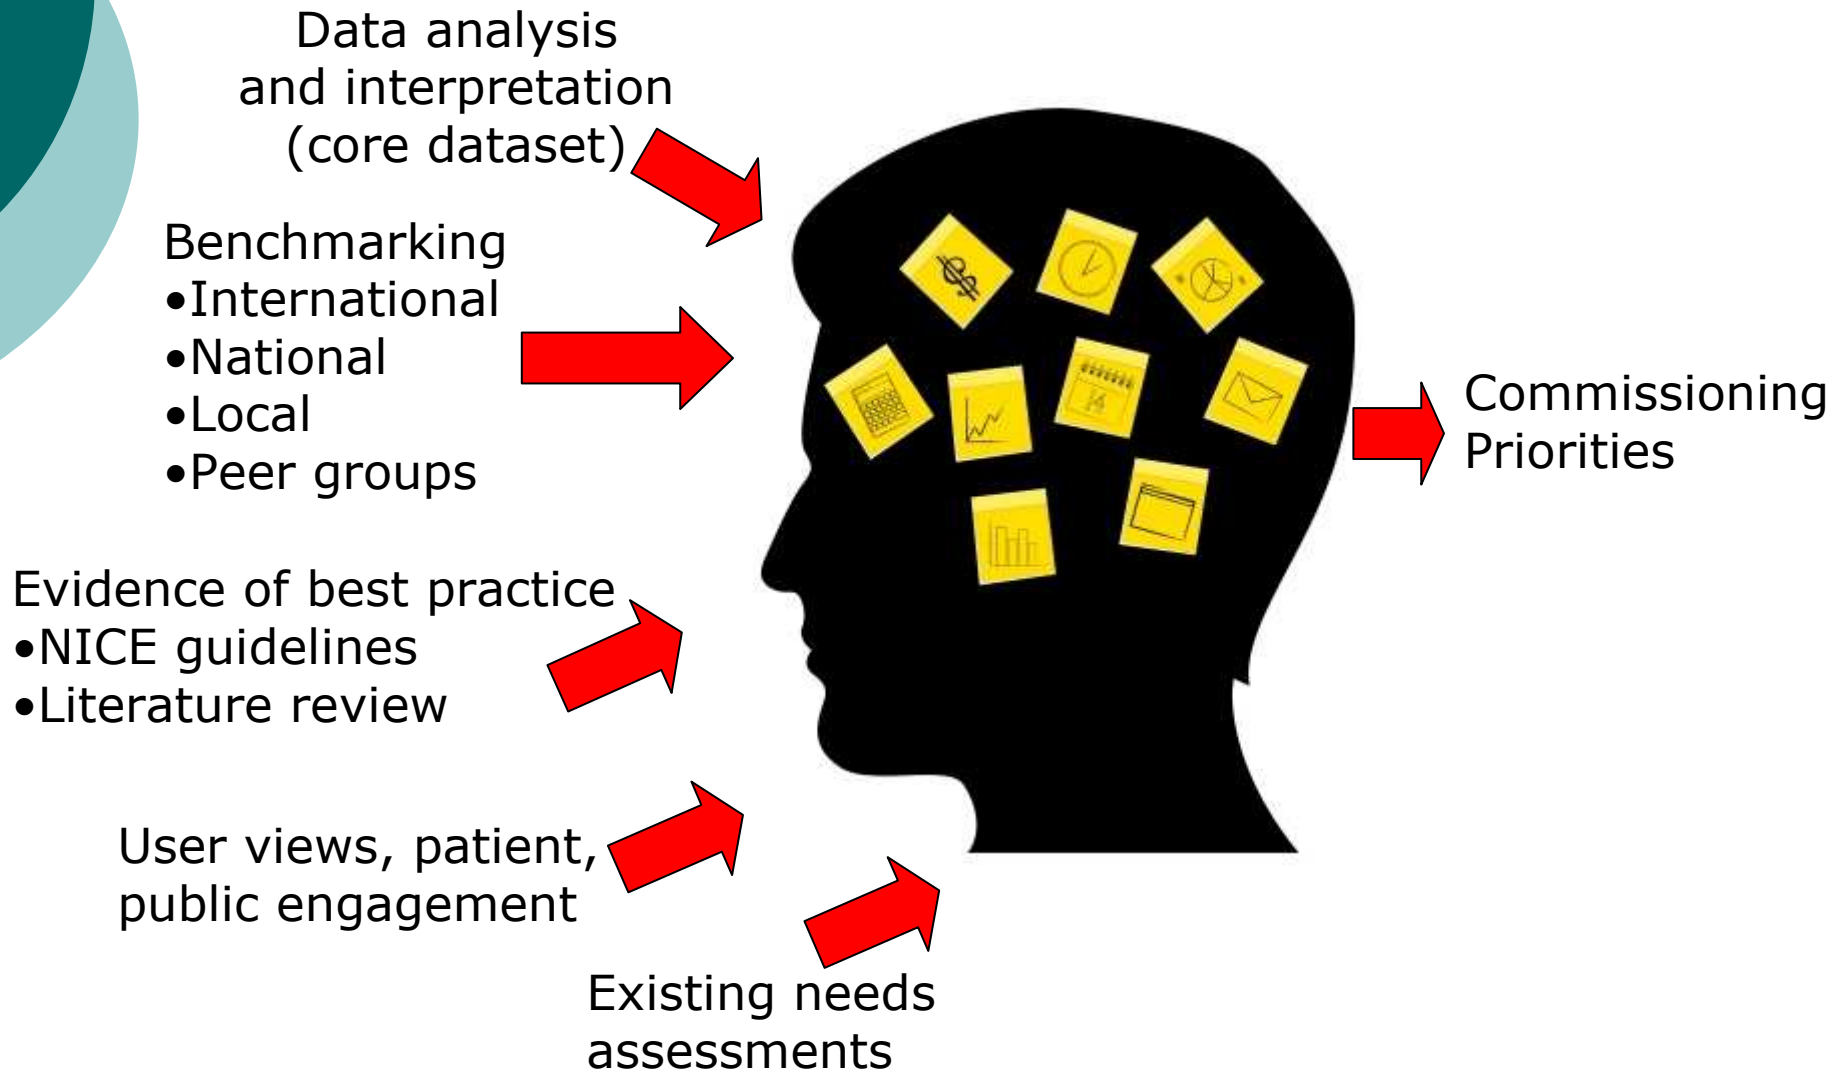 Data analysis
and interpretation
(core dataset)
Benchmarking
•International
•National
•Local
•Peer groups
Evidence of best practice
•NICE guidelines
•Literature review
User views, patient,
public engagement
Existing needs
assessments
$
14
Commissioning
Priorities